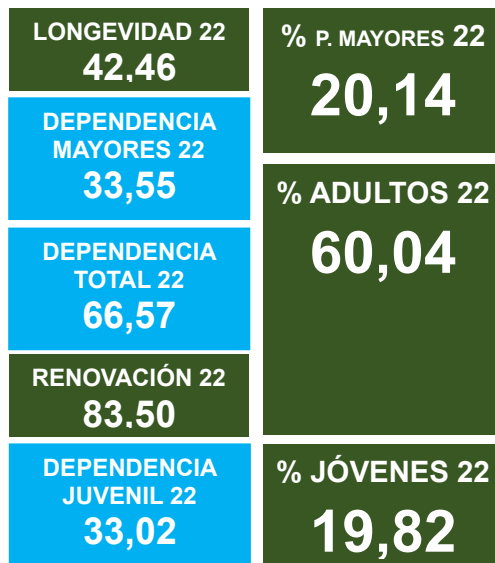 LONGEVIDAD 22
42,46
DEPENDENCIA
MAYORES 22
33,55
DEPENDENCIA
TOTAL 22
66,57
RENOVACIÓN 22
83.50
DEPENDENCIA
JUVENIL 22
33,02
% P. MAYORES 22
20,14
% ADULTOS 22
60,04
% JÓVENES 22
19,82